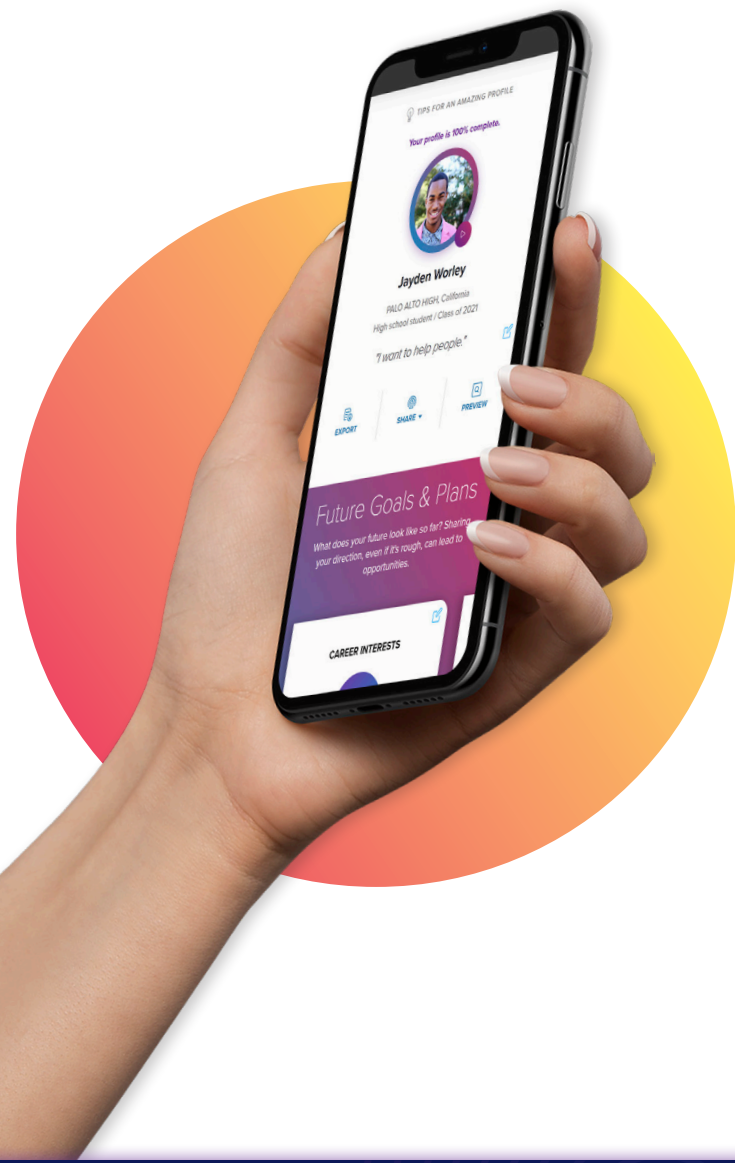 TIPS FOR AN AMAZING PROFILE
Your profile is 100% complete.
Jayden Worley
PALO ALTO HIGH, California
High school student / Class of 2021
"I want to help people."
EXPORT
SHARE
PREVIEW
Future Goals & Plans
What does your future look like so far? Sharing
your direction, even if it's rough, can lead to
opportunities.
CAREER INTERESTS